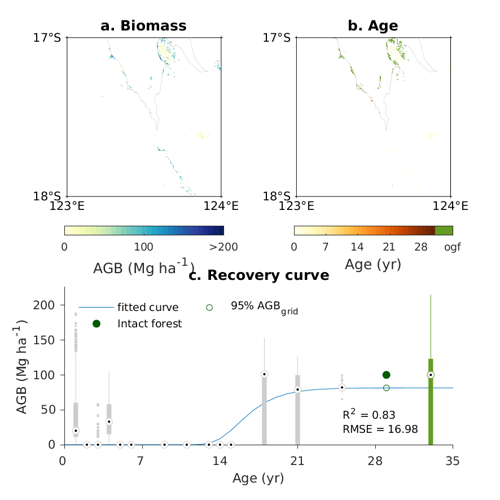 a. Biomass
b. Age
17°S
18°S
123°E
124°E
17°S
18°S
123°E
124°E
0
100
>200
AGB (Mg ha⁻¹)
0
7
14
21
28
ogf
Age (yr)
c. Recovery curve
fitted curve
95% AGB_grid
Intact forest
AGB (Mg ha⁻¹)
200
150
100
50
0
R² = 0.83
RMSE = 16.98
0
7
14
21
28
35
Age (yr)